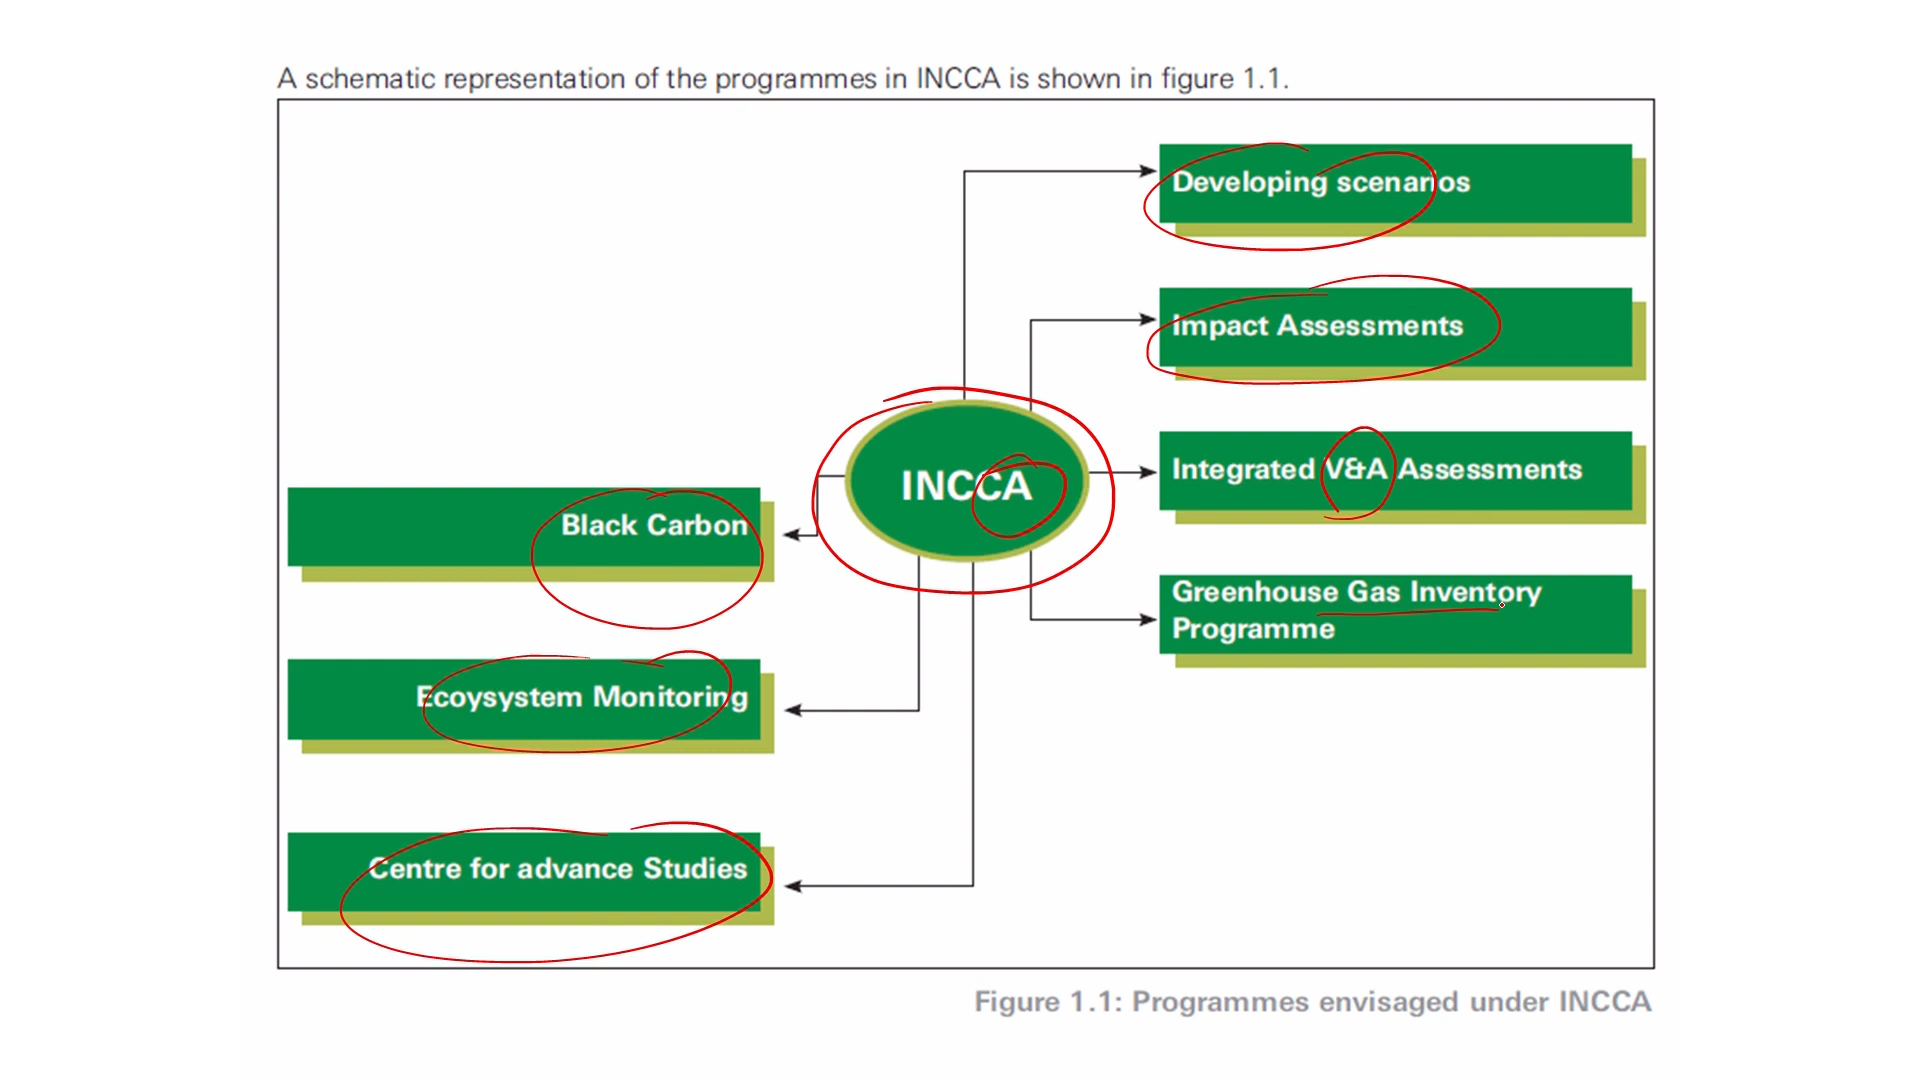 A schematic representation of the programmes in INCCA is shown in figure 1.1.
Developing scenarios
Impact Assessments
Integrated V&A Assessments
Greenhouse Gas Inventory
Programme
INCCA
Black Carbon
Ecoysystem Monitoring
Centre for advance Studies
Figure 1.1: Programmes envisaged under INCCA